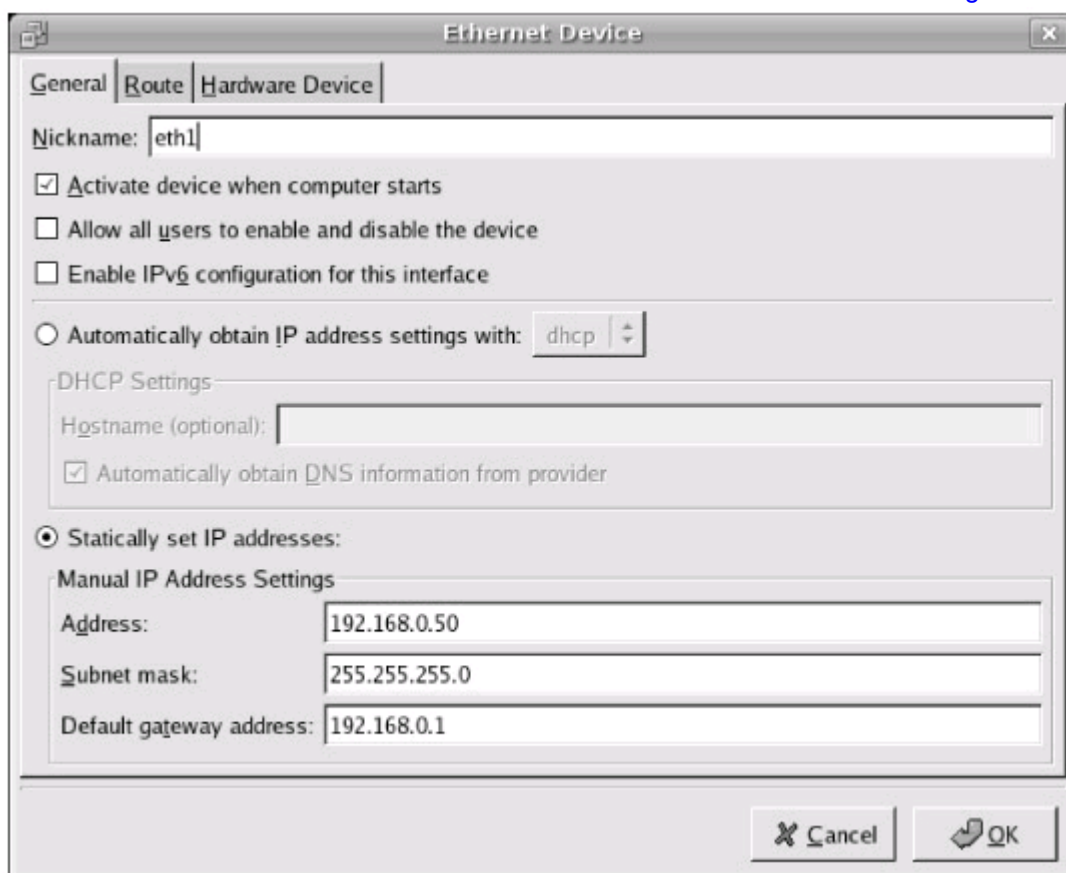 Ethernet Device
General Route Hardware Device
Nickname: eth1
Activate device when computer starts
Allow all users to enable and disable the device
Enable IPv6 configuration for this interface
Automatically obtain IP address settings with: dhcp
DHCP Settings
Hostname (optional):
Automatically obtain DNS information from provider
Statically set IP addresses:
Manual IP Address Settings
Address: 192.168.0.50
Subnet mask: 255.255.255.0
Default gateway address: 192.168.0.1
Cancel OK